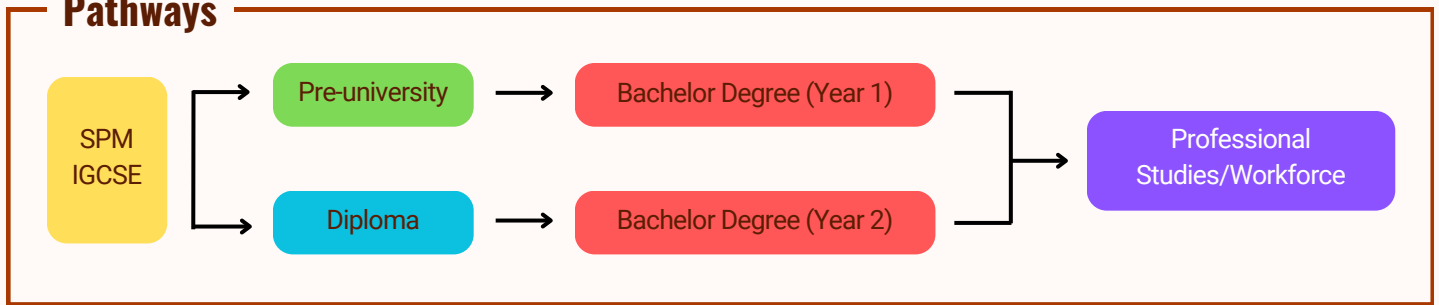 Pathways
SPM
IGCSE
Pre-university
Bachelor Degree (Year 1)
Diploma
Bachelor Degree (Year 2)
Professional
Studies/Workforce